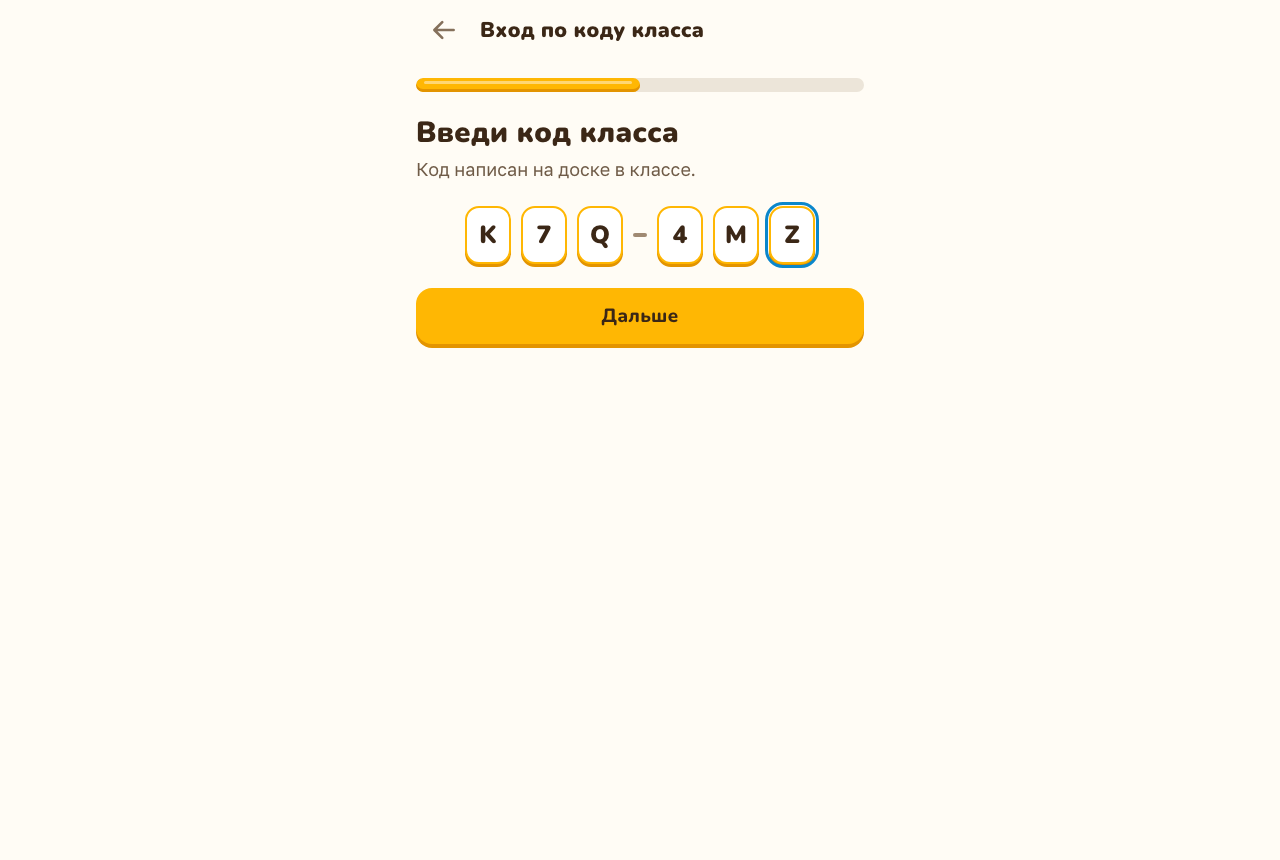 Вход по коду класса
Введи код класса
Код написан на доске в классе.
K 7 Q – 4 M Z
Дальше